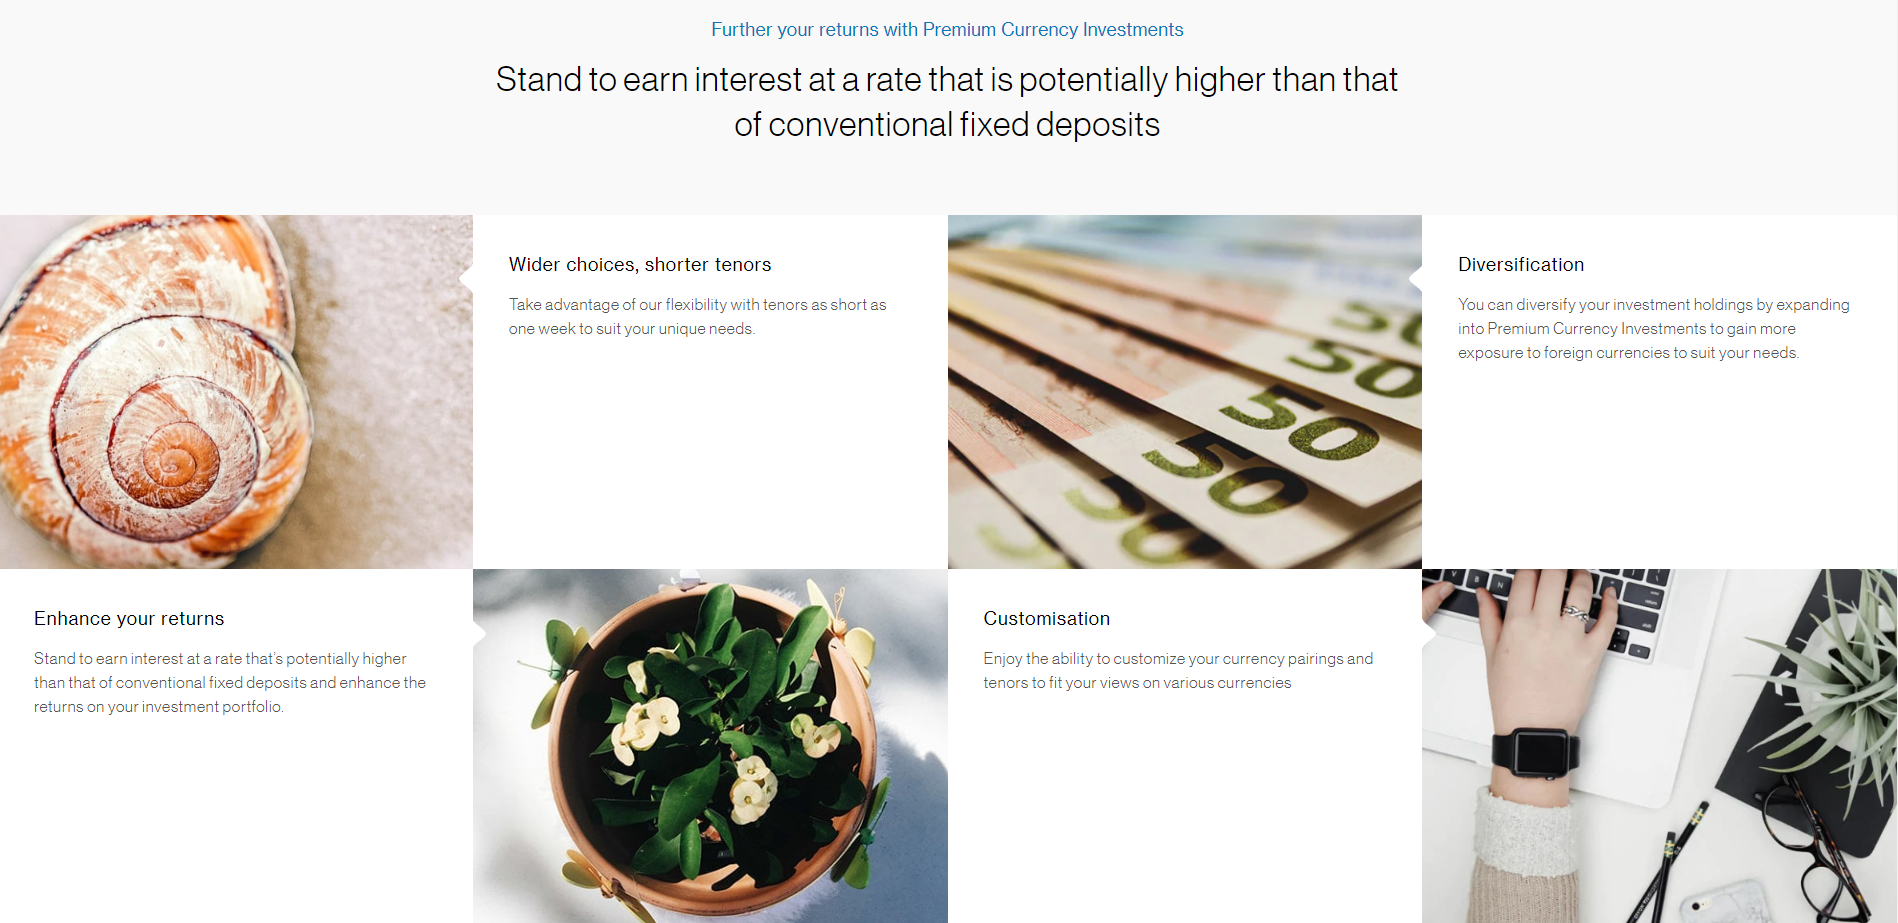 Further your returns with Premium Currency Investments
Stand to earn interest at a rate that is potentially higher than that
of conventional fixed deposits
Wider choices, shorter tenors
Take advantage of our flexibility with tenors as short as
one week to suit your unique needs.
50
50
50
50
Diversification
You can diversify your investment holdings by expanding
into Premium Currency Investments to gain more
exposure to foreign currencies to suit your needs.
Enhance your returns
Stand to earn interest at a rate that's potentially higher
than that of conventional fixed deposits and enhance the
returns on your investment portfolio.
Customisation
Enjoy the ability to customize your currency pairings and
tenors to fit your views on various currencies
V B N